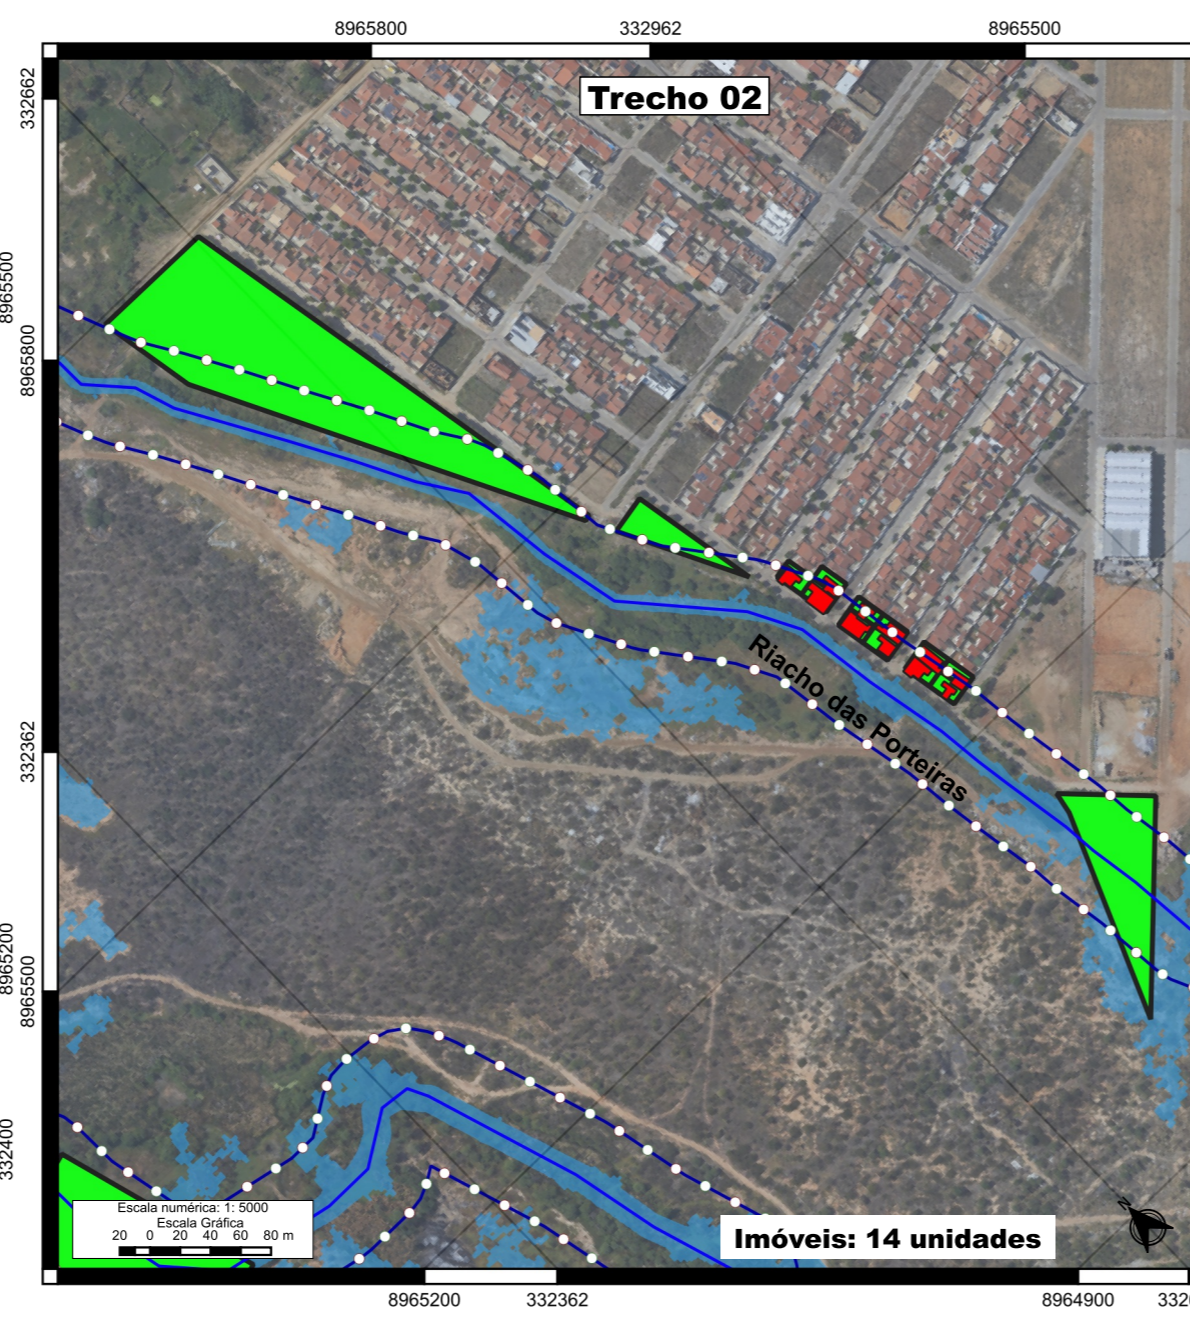 8965800
332962
8965500
Trecho 02
332662
8965500
8965800
332362
8965200
8965500
332400
Riacho das Porteiras
Escala numérica: 1: 5000
Escala Gráfica
20 0 20 40 60 80 m
Imóveis: 14 unidades
N
8965200
332362
8964900